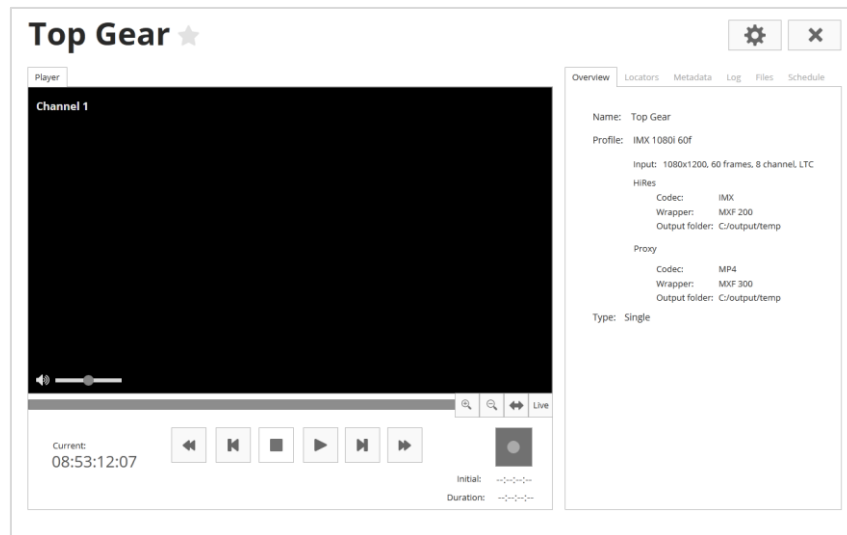 Top Gear
Player
Channel 1
Live
Current:
08:53:12:07
Initial: --:--:--:--
Duration: --:--:--:--
Overview Locators Metadata Log Files Schedule
Name: Top Gear
Profile: IMX 1080i 60f
Input: 1080x1200, 60 frames, 8 channel, LTC
HiRes
Codec: IMX
Wrapper: MXF 200
Output folder: C:/output/temp
Proxy
Codec: MP4
Wrapper: MXF 300
Output folder: C:/output/temp
Type: Single